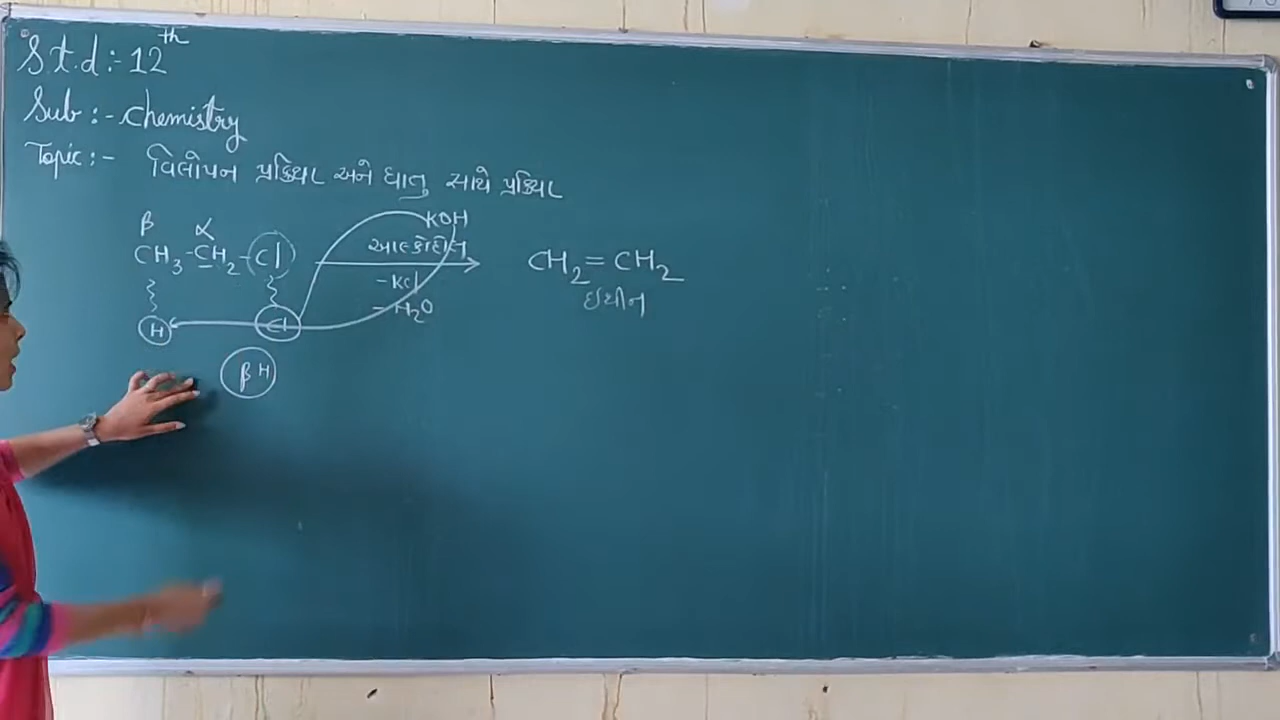 Std:- 12th
Sub:- Chemistry
Topic:- વિલોપન પ્રક્રિયા અને ધાતુ સાથે પ્રક્રિયા
β α KOH
CH3-CH2-Cl આલ્કોહોલ CH2=CH2
-KCl ઇથીન
H Cl -H2O
βH